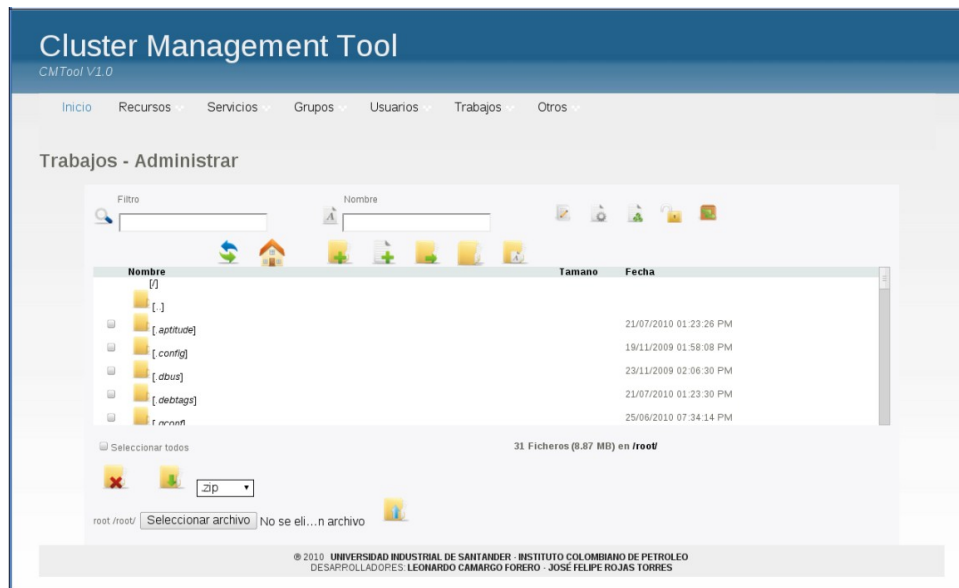 Cluster Management Tool
CMTool V1.0
Inicio Recursos Servicios Grupos Usuarios Trabajos Otros
Trabajos - Administrar
Filtro Nombre
Nombre Tamano Fecha
[/]
[..]
[.aptitude] 21/07/2010 01:23:26 PM
[.config] 19/11/2009 01:58:08 PM
[.dbus] 23/11/2009 02:06:30 PM
[.debtags] 21/07/2010 01:23:30 PM
[.gconf] 25/06/2010 07:34:14 PM
Seleccionar todos 31 Ficheros (8.87 MB) en /root/
.zip
root /root/ Seleccionar archivo No se eli...n archivo
® 2010 UNIVERSIDAD INDUSTRIAL DE SANTANDER - INSTITUTO COLOMBIANO DE PETROLEO
DESARROLLADORES: LEONARDO CAMARGO FORERO - JOSÉ FELIPE ROJAS TORRES